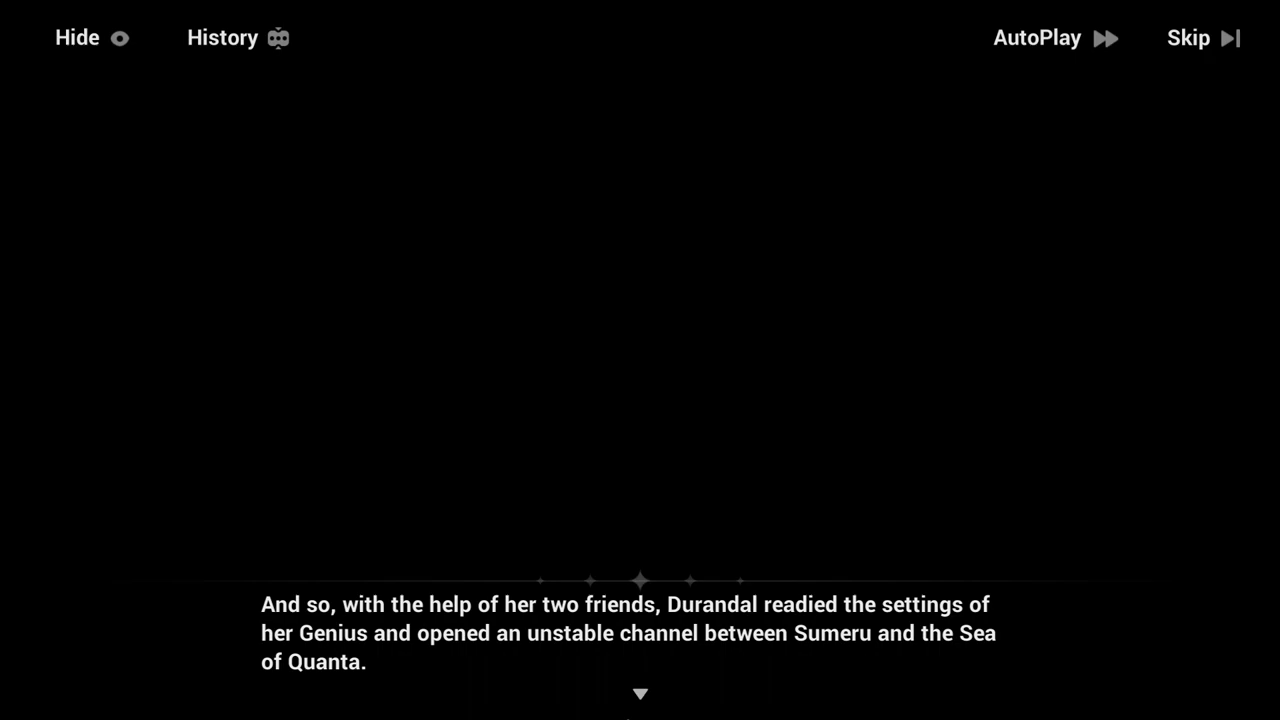 Hide
History
AutoPlay
Skip
And so, with the help of her two friends, Durandal readied the settings of
her Genius and opened an unstable channel between Sumeru and the Sea
of Quanta.